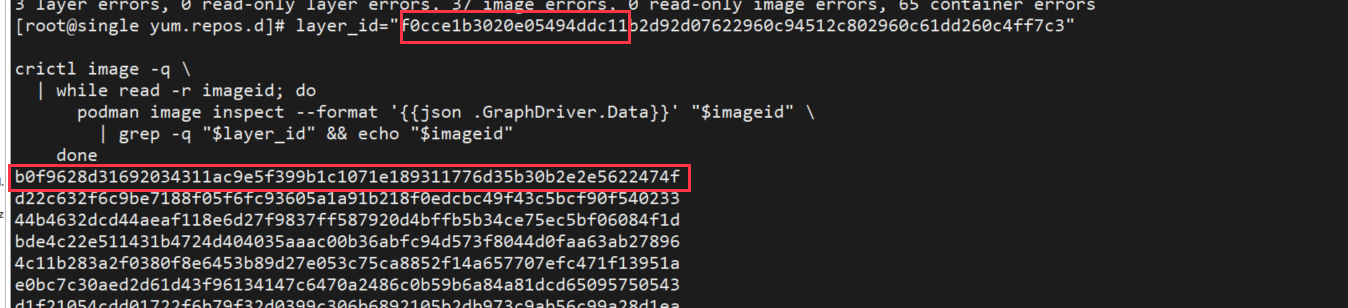 3 layer errors, 0 read-only layer errors, 37 image errors, 0 read-only image errors, 65 container errors
[root@single yum.repos.d]# layer_id="f0cce1b3020e05494ddc11b2d92d07622960c94512c802960c61dd260c4ff7c3"
crictl image -q \
| while read -r imageid; do
podman image inspect --format '{{json .GraphDriver.Data}}' "$imageid" \
| grep -q "$layer_id" && echo "$imageid"
done
b0f9628d31692034311ac9e5f399b1c1071e189311776d35b30b2e2e5622474f
d22c632f6c9be7188f05f6fc93605a1a91b218f0edcbc49f43c5bcf90f540233
44b4632dcd44aeaf118e6d27f9837ff587920d4bffb5b34ce75ec5bf06084f1d
bde4c22e511431b4724d404035aaac00b36abfc94d573f8044d0faa63ab27896
4c11b283a2f0380f8e6453b89d27e053c75ca8852f14a657707efc471f13951a
e0bc7c30aed2d61d43f96134147c6470a2486c0b59b6a84a81dcd65095750543